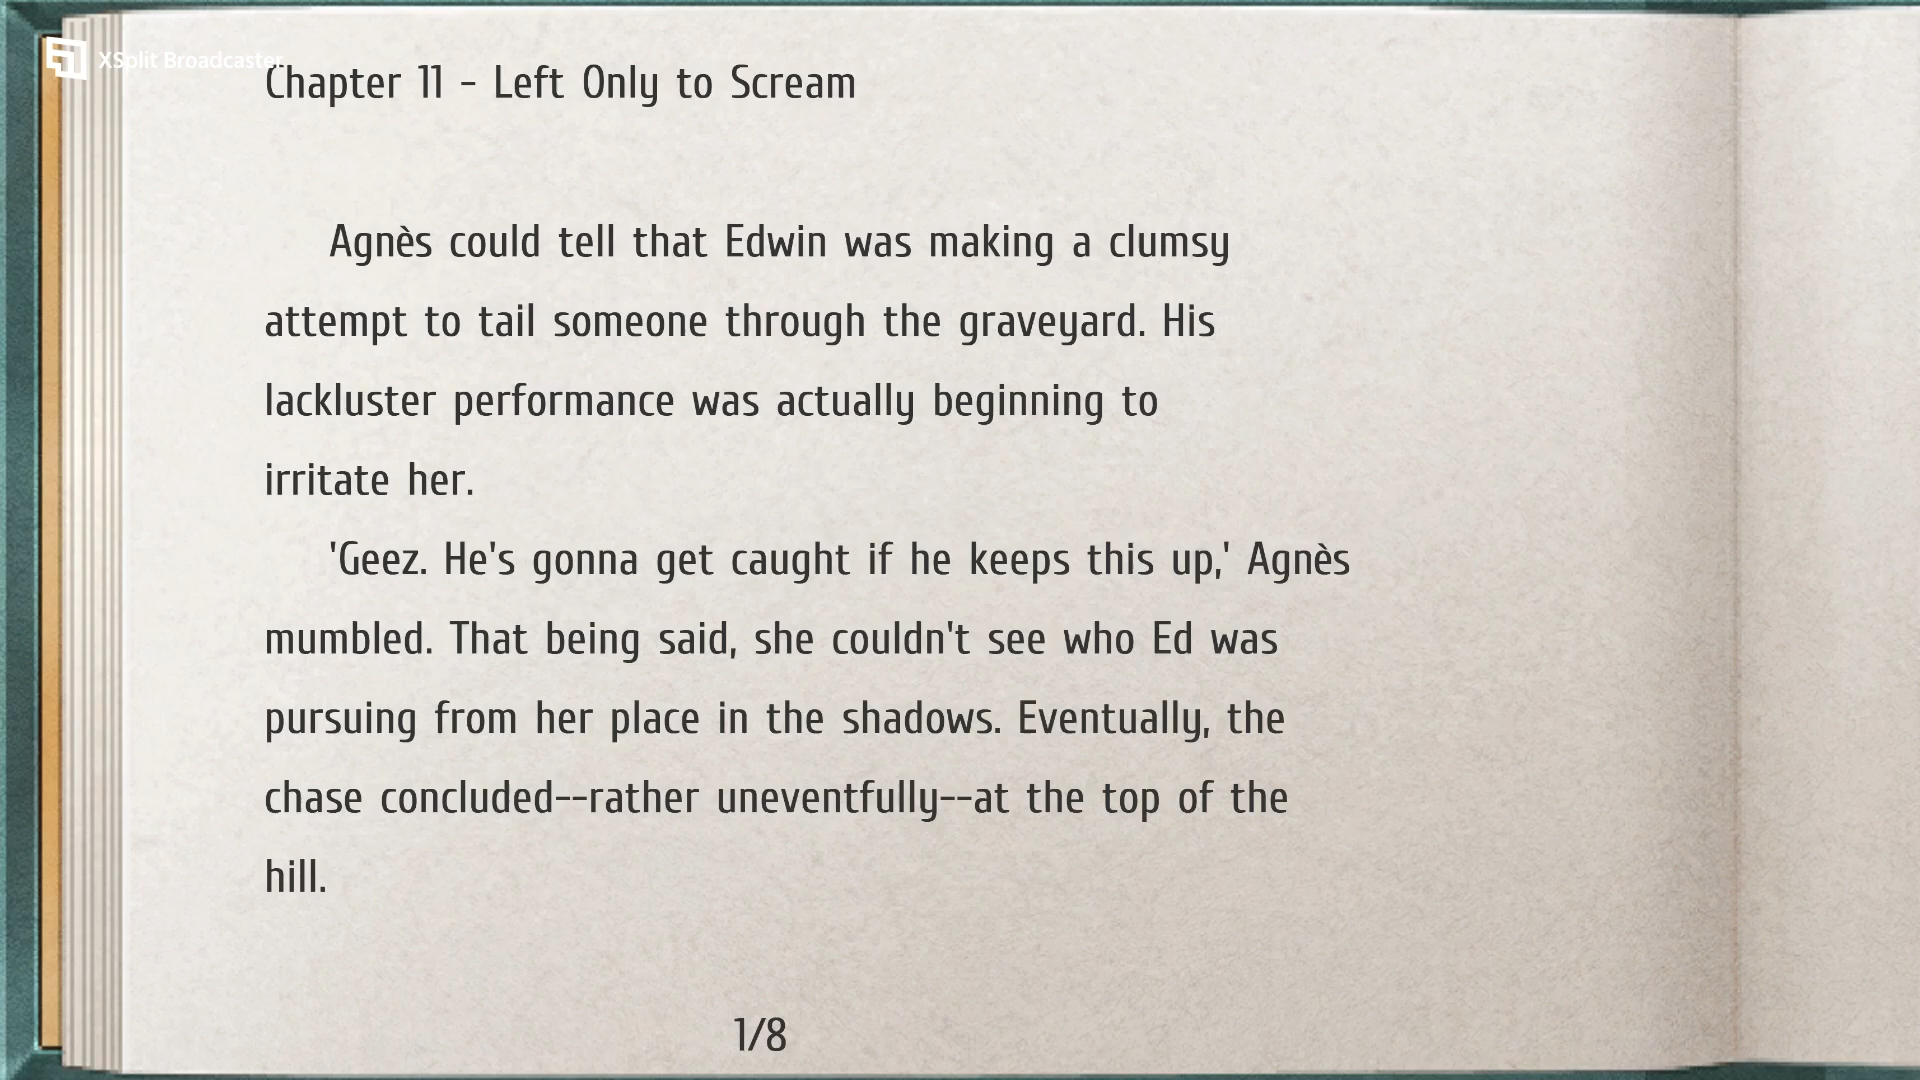 XSplit Broadcaster
Chapter 11 - Left Only to Scream
Agnès could tell that Edwin was making a clumsy
attempt to tail someone through the graveyard. His
lackluster performance was actually beginning to
irritate her.
'Geez. He's gonna get caught if he keeps this up,' Agnès
mumbled. That being said, she couldn't see who Ed was
pursuing from her place in the shadows. Eventually, the
chase concluded--rather uneventfully--at the top of the
hill.
1/8